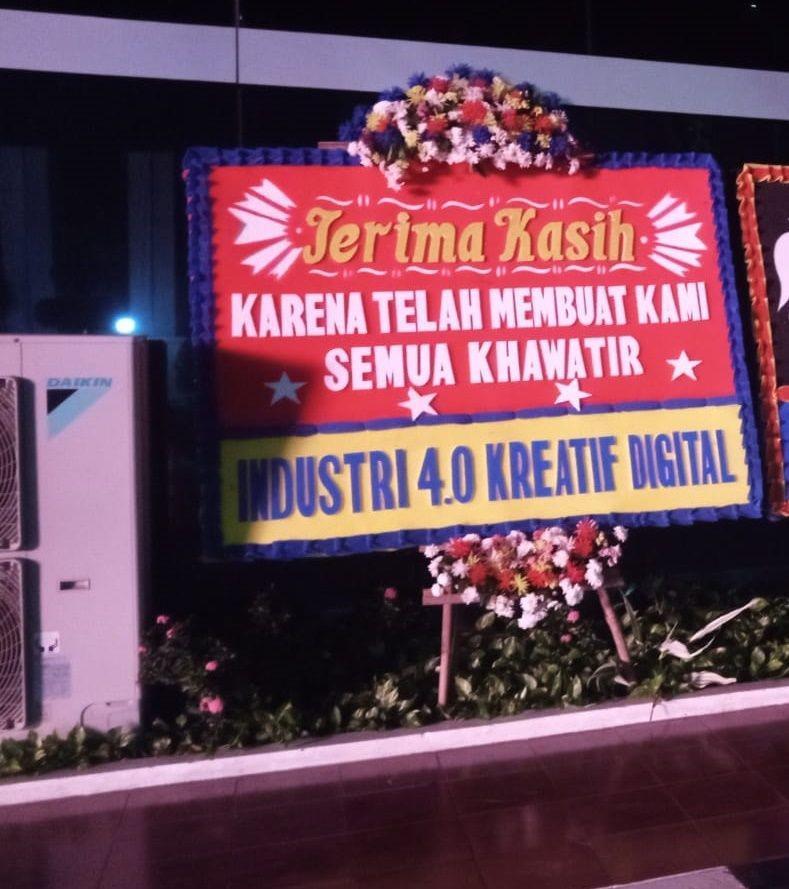 Terima Kasih
KARENA TELAH MEMBUAT KAMI
SEMUA KHAWATIR
INDUSTRI 4.0 KREATIF DIGITAL
DAIKIN